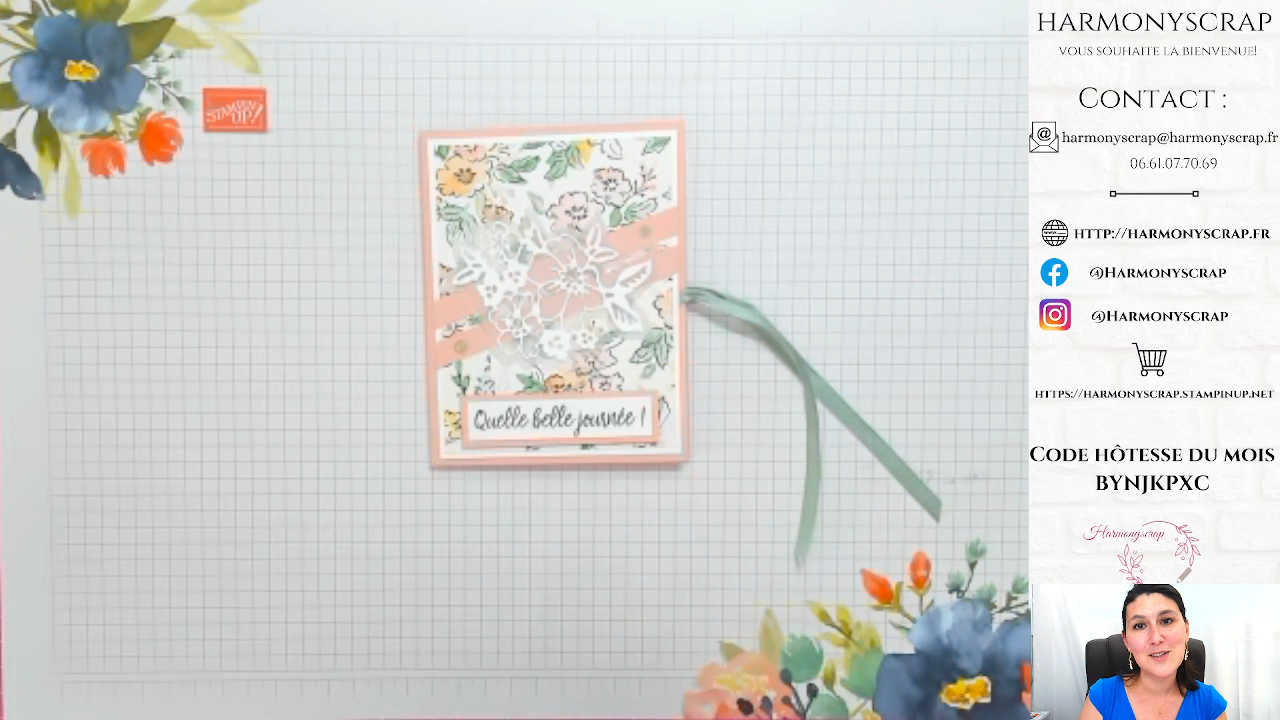 STAMPIN' UP!
Quelle belle journée !
HARMONYSCRAP
VOUS SOUHAITE LA BIENVENUE!
CONTACT :
@
harmonyscrap@harmonyscrap.fr
06.61.07.70.69
WWW
HTTP://HARMONYSCRAP.FR
@HARMONYSCRAP
@HARMONYSCRAP
HTTPS://HARMONYSCRAP.STAMPINUP.NET
CODE HÔTESSE DU MOIS
BYNJKPXC
Harmonyscrap